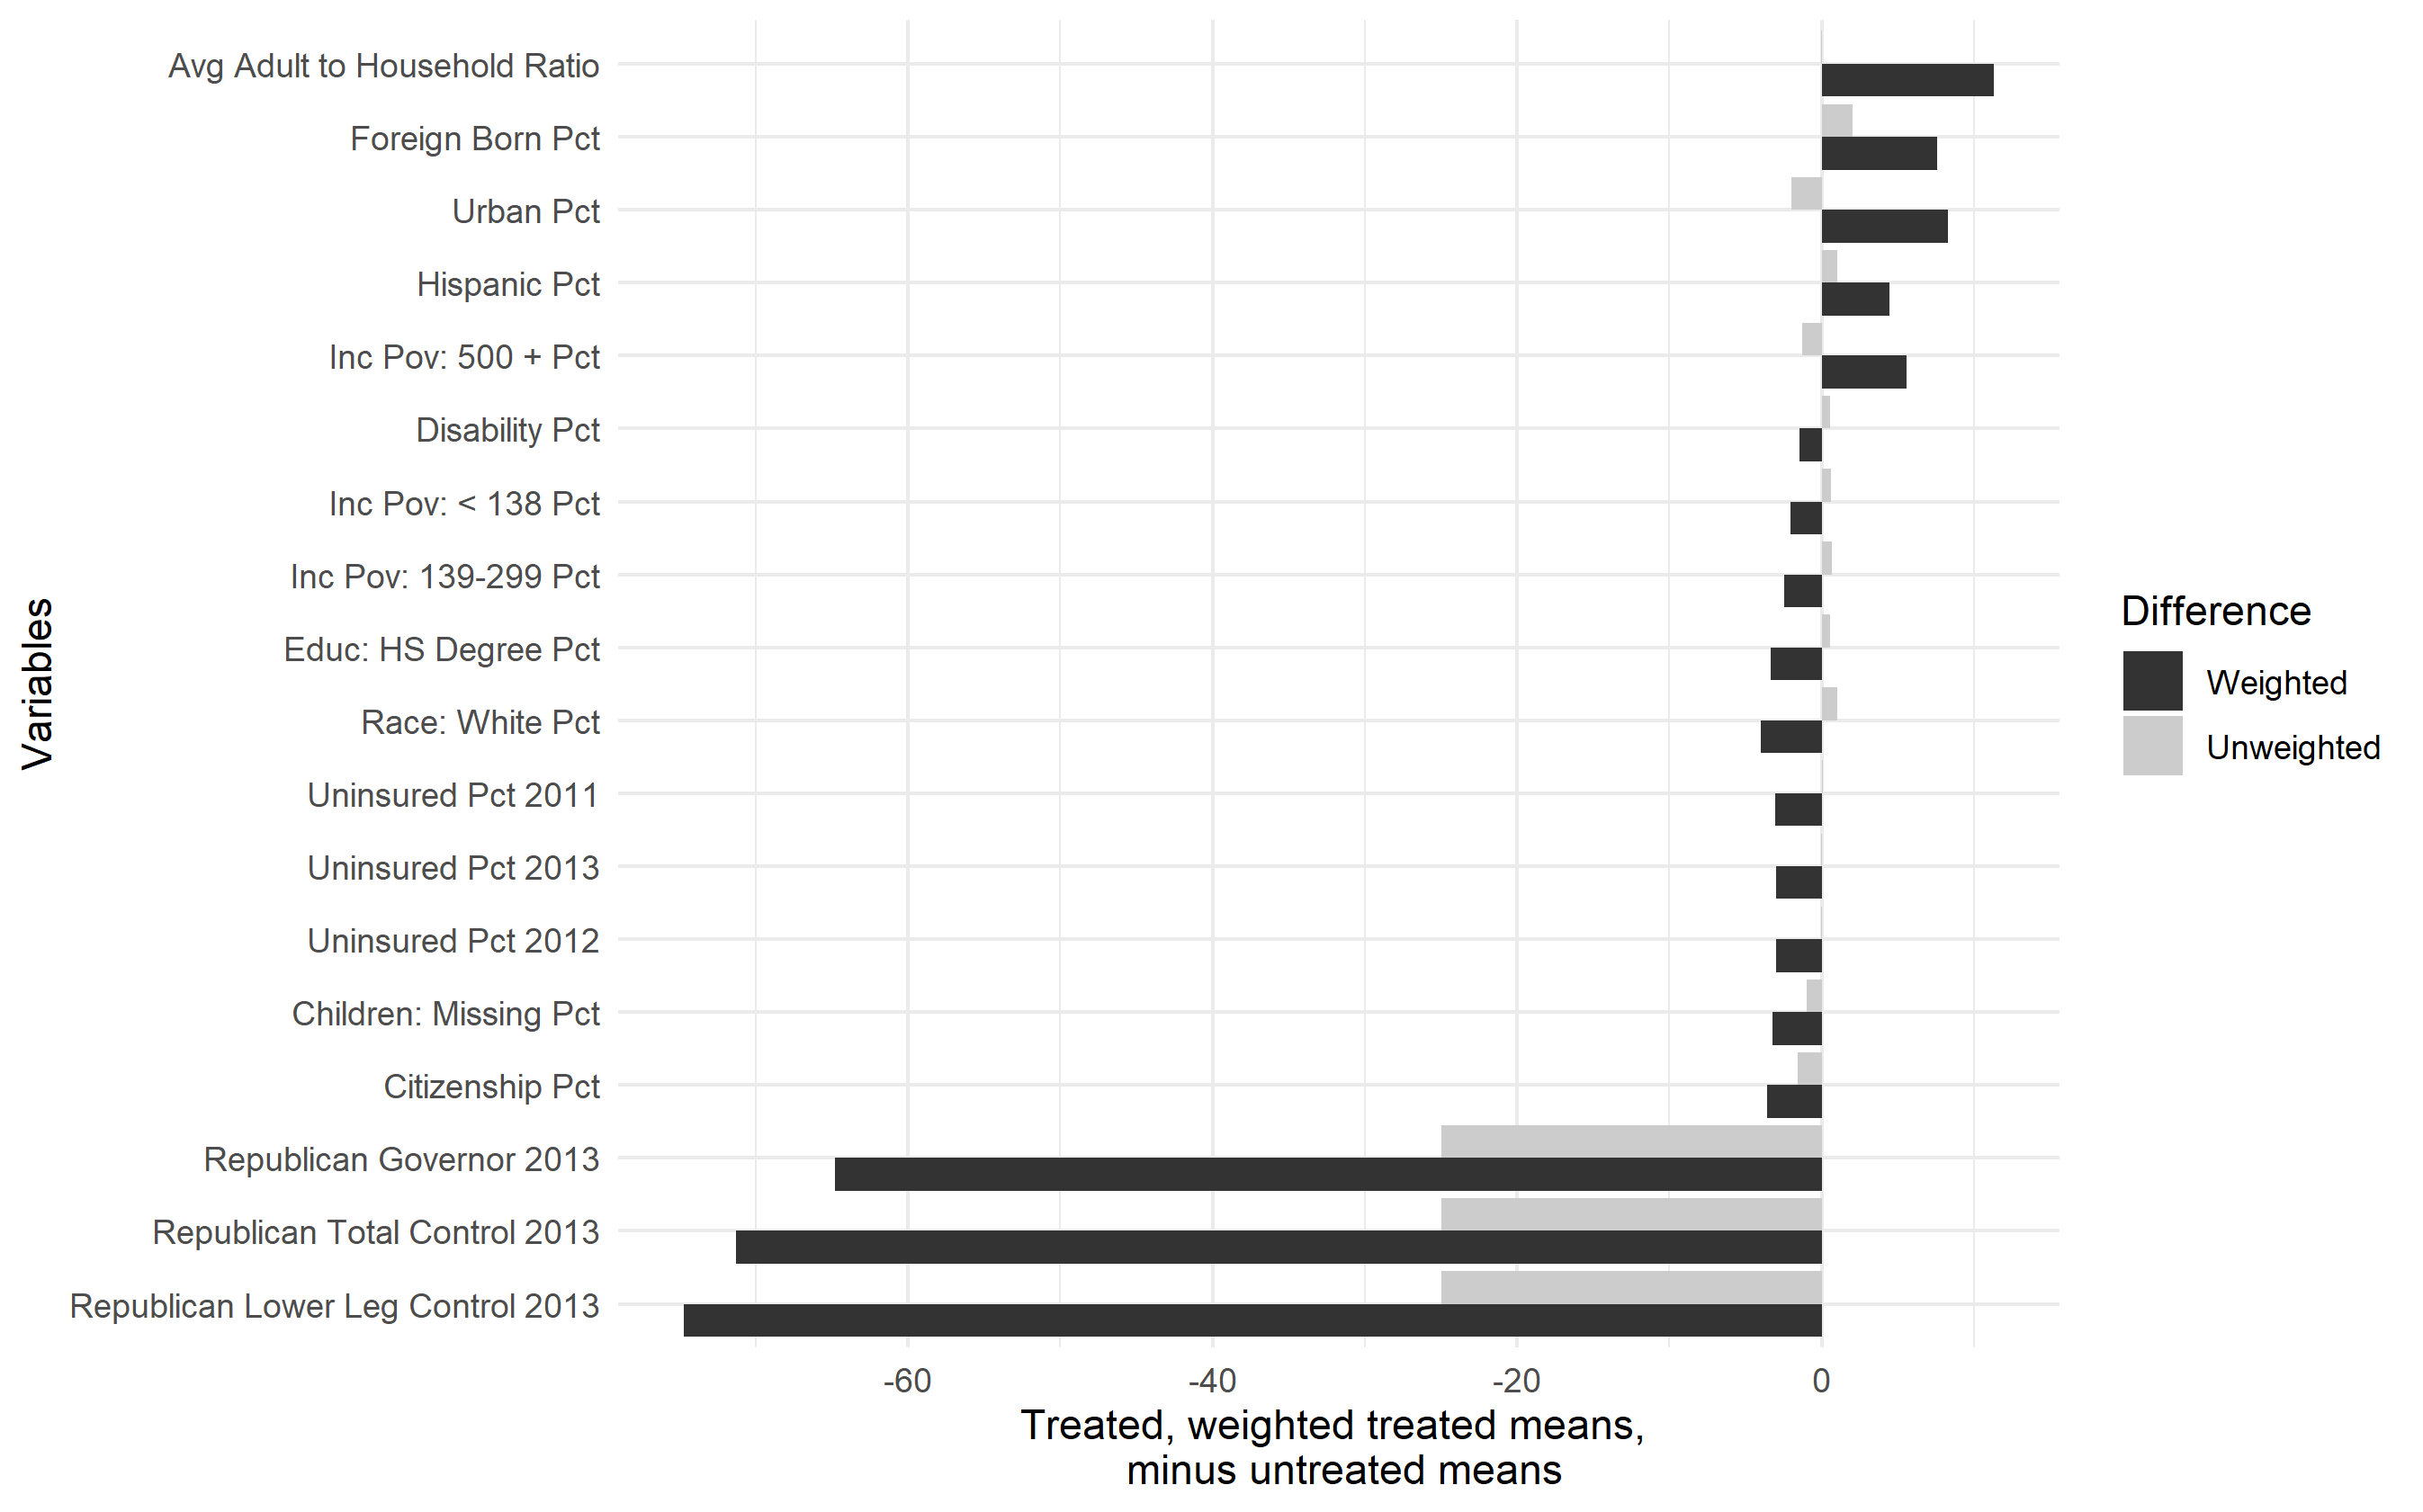 Avg Adult to Household Ratio
Foreign Born Pct
Urban Pct
Hispanic Pct
Inc Pov: 500 + Pct
Disability Pct
Inc Pov: < 138 Pct
Inc Pov: 139-299 Pct
Educ: HS Degree Pct
Race: White Pct
Uninsured Pct 2011
Uninsured Pct 2013
Uninsured Pct 2012
Children: Missing Pct
Citizenship Pct
Republican Governor 2013
Republican Total Control 2013
Republican Lower Leg Control 2013
Variables
-60
-40
-20
0
Treated, weighted treated means,
minus untreated means
Difference
Weighted
Unweighted